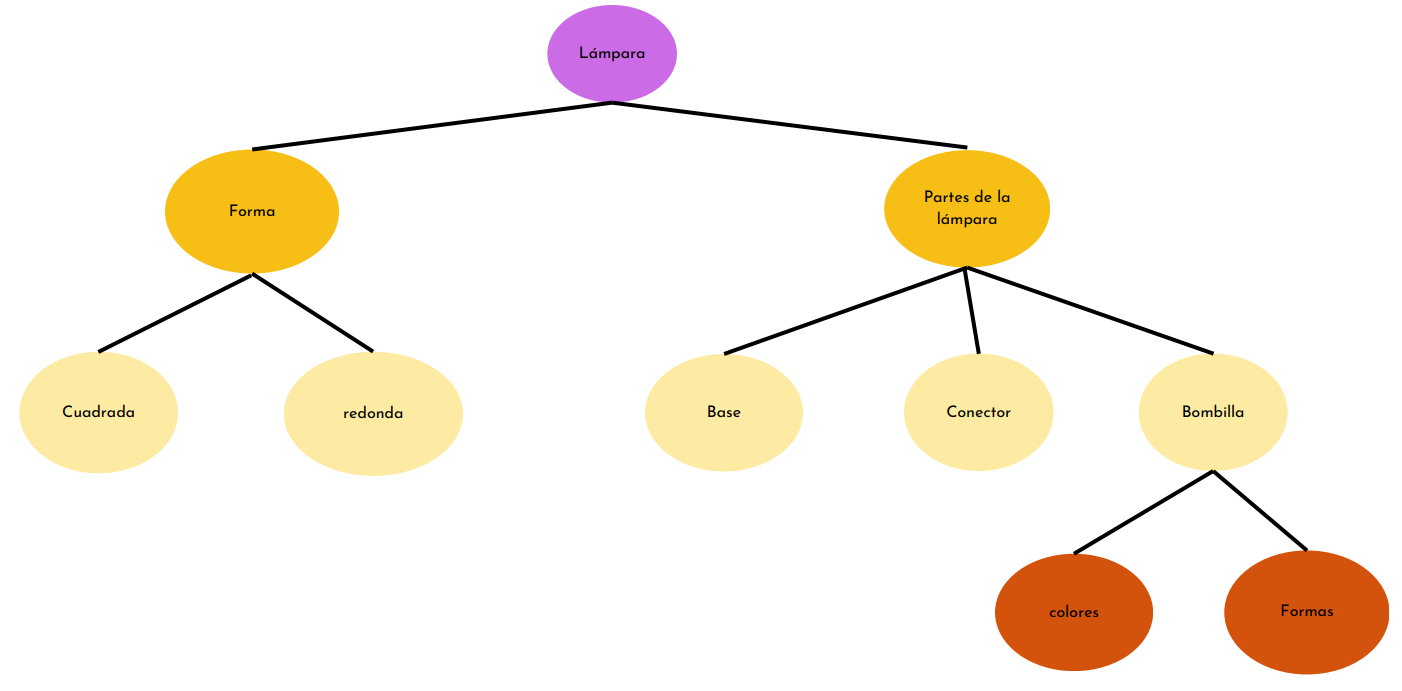 Lámpara
Forma
Partes de la
lámpara
Cuadrada
redonda
Base
Conector
Bombilla
colores
Formas